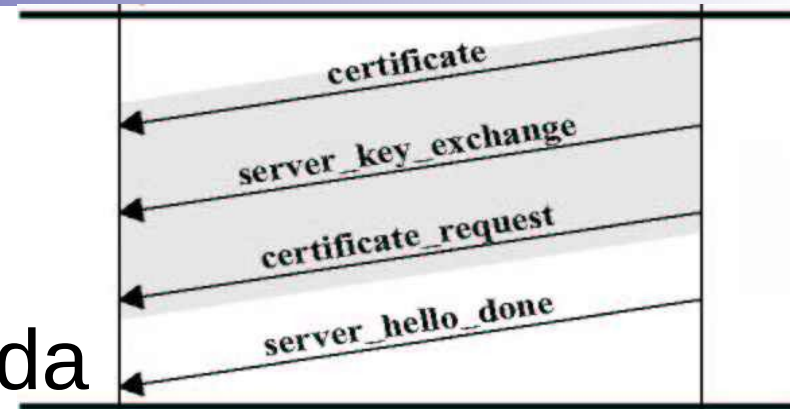 certificate
server_key_exchange
certificate_request
server_hello_done
da